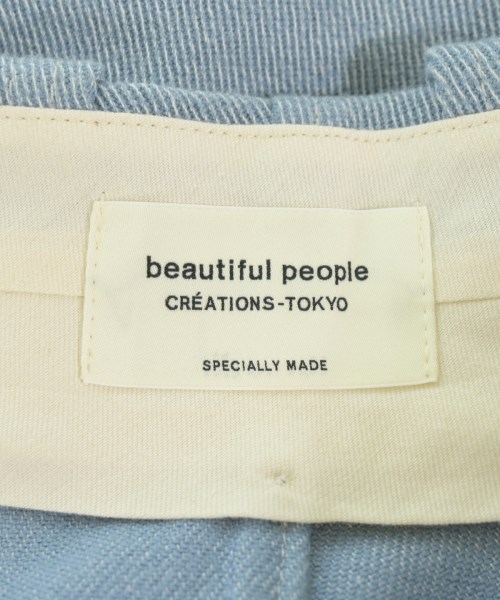 beautiful people
CRÉATIONS-TOKYO
SPECIALLY MADE